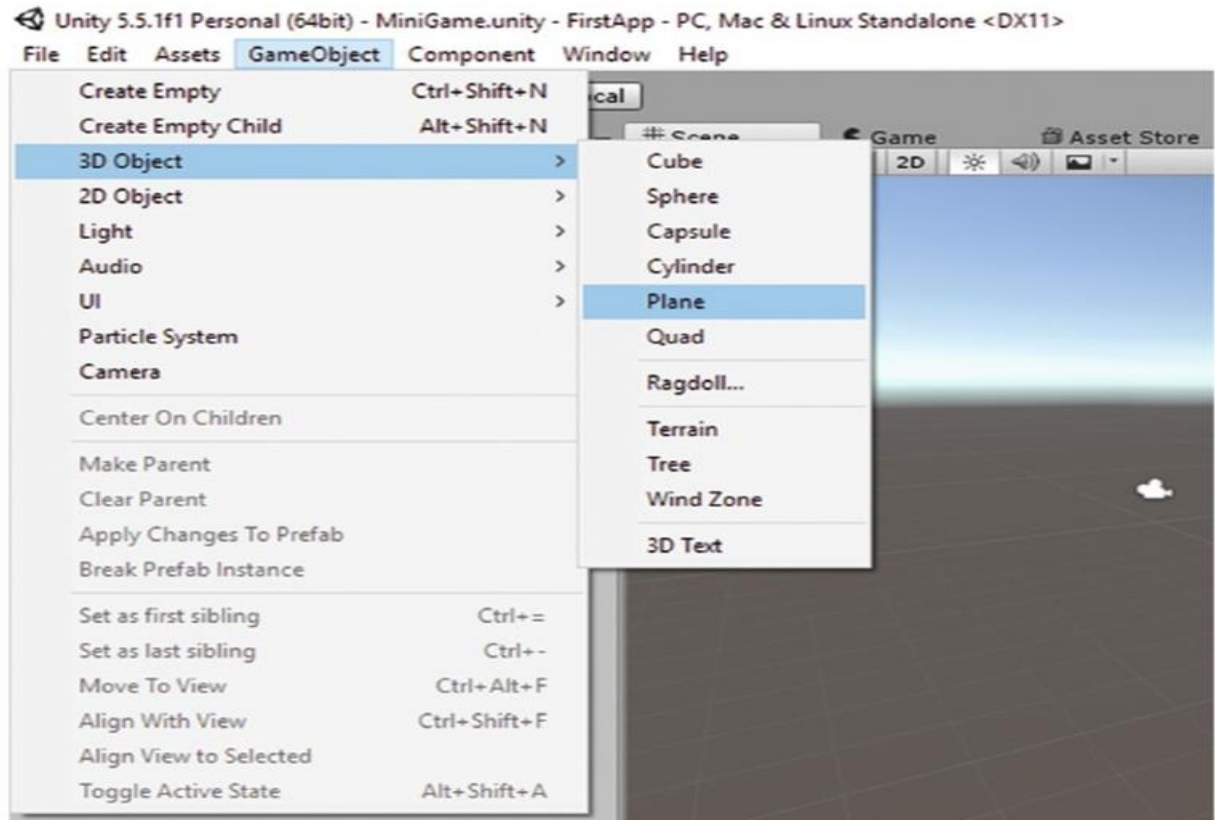 Unity 5.5.1f1 Personal (64bit) - MiniGame.unity - FirstApp - PC, Mac & Linux Standalone <DX11>
File Edit Assets GameObject Component Window Help
Create Empty Ctrl+Shift+N
Create Empty Child Alt+Shift+N
3D Object >
2D Object >
Light >
Audio >
UI >
Particle System
Camera
Center On Children
Make Parent
Clear Parent
Apply Changes To Prefab
Break Prefab Instance
Set as first sibling Ctrl+=
Set as last sibling Ctrl+-
Move To View Ctrl+Alt+F
Align With View Ctrl+Shift+F
Align View to Selected
Toggle Active State Alt+Shift+A
cal
Scene Game Asset Store
2D
Cube
Sphere
Capsule
Cylinder
Plane
Quad
Ragdoll...
Terrain
Tree
Wind Zone
3D Text